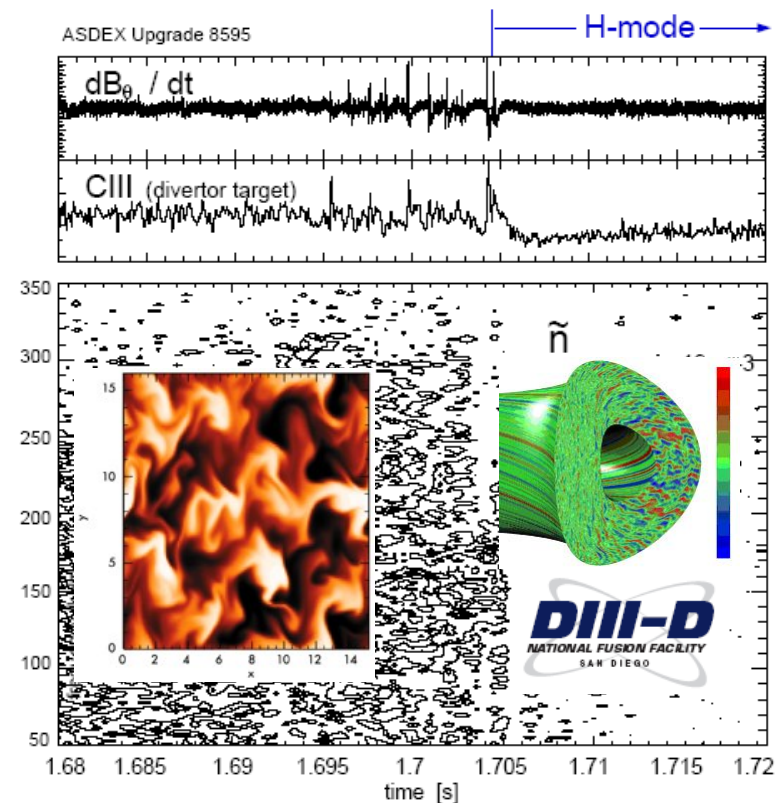 H-mode
ASDEX Upgrade 8595
dBθ / dt
CIII (divertor target)
350
300
250
200
150
100
50
ñ
3
15
10
5
0
y
0 2 4 6 8 10 12 14
x
DIII-D
NATIONAL FUSION FACILITY
SAN DIEGO
1.68 1.685 1.69 1.695 1.7 1.705 1.71 1.715 1.72
time [s]